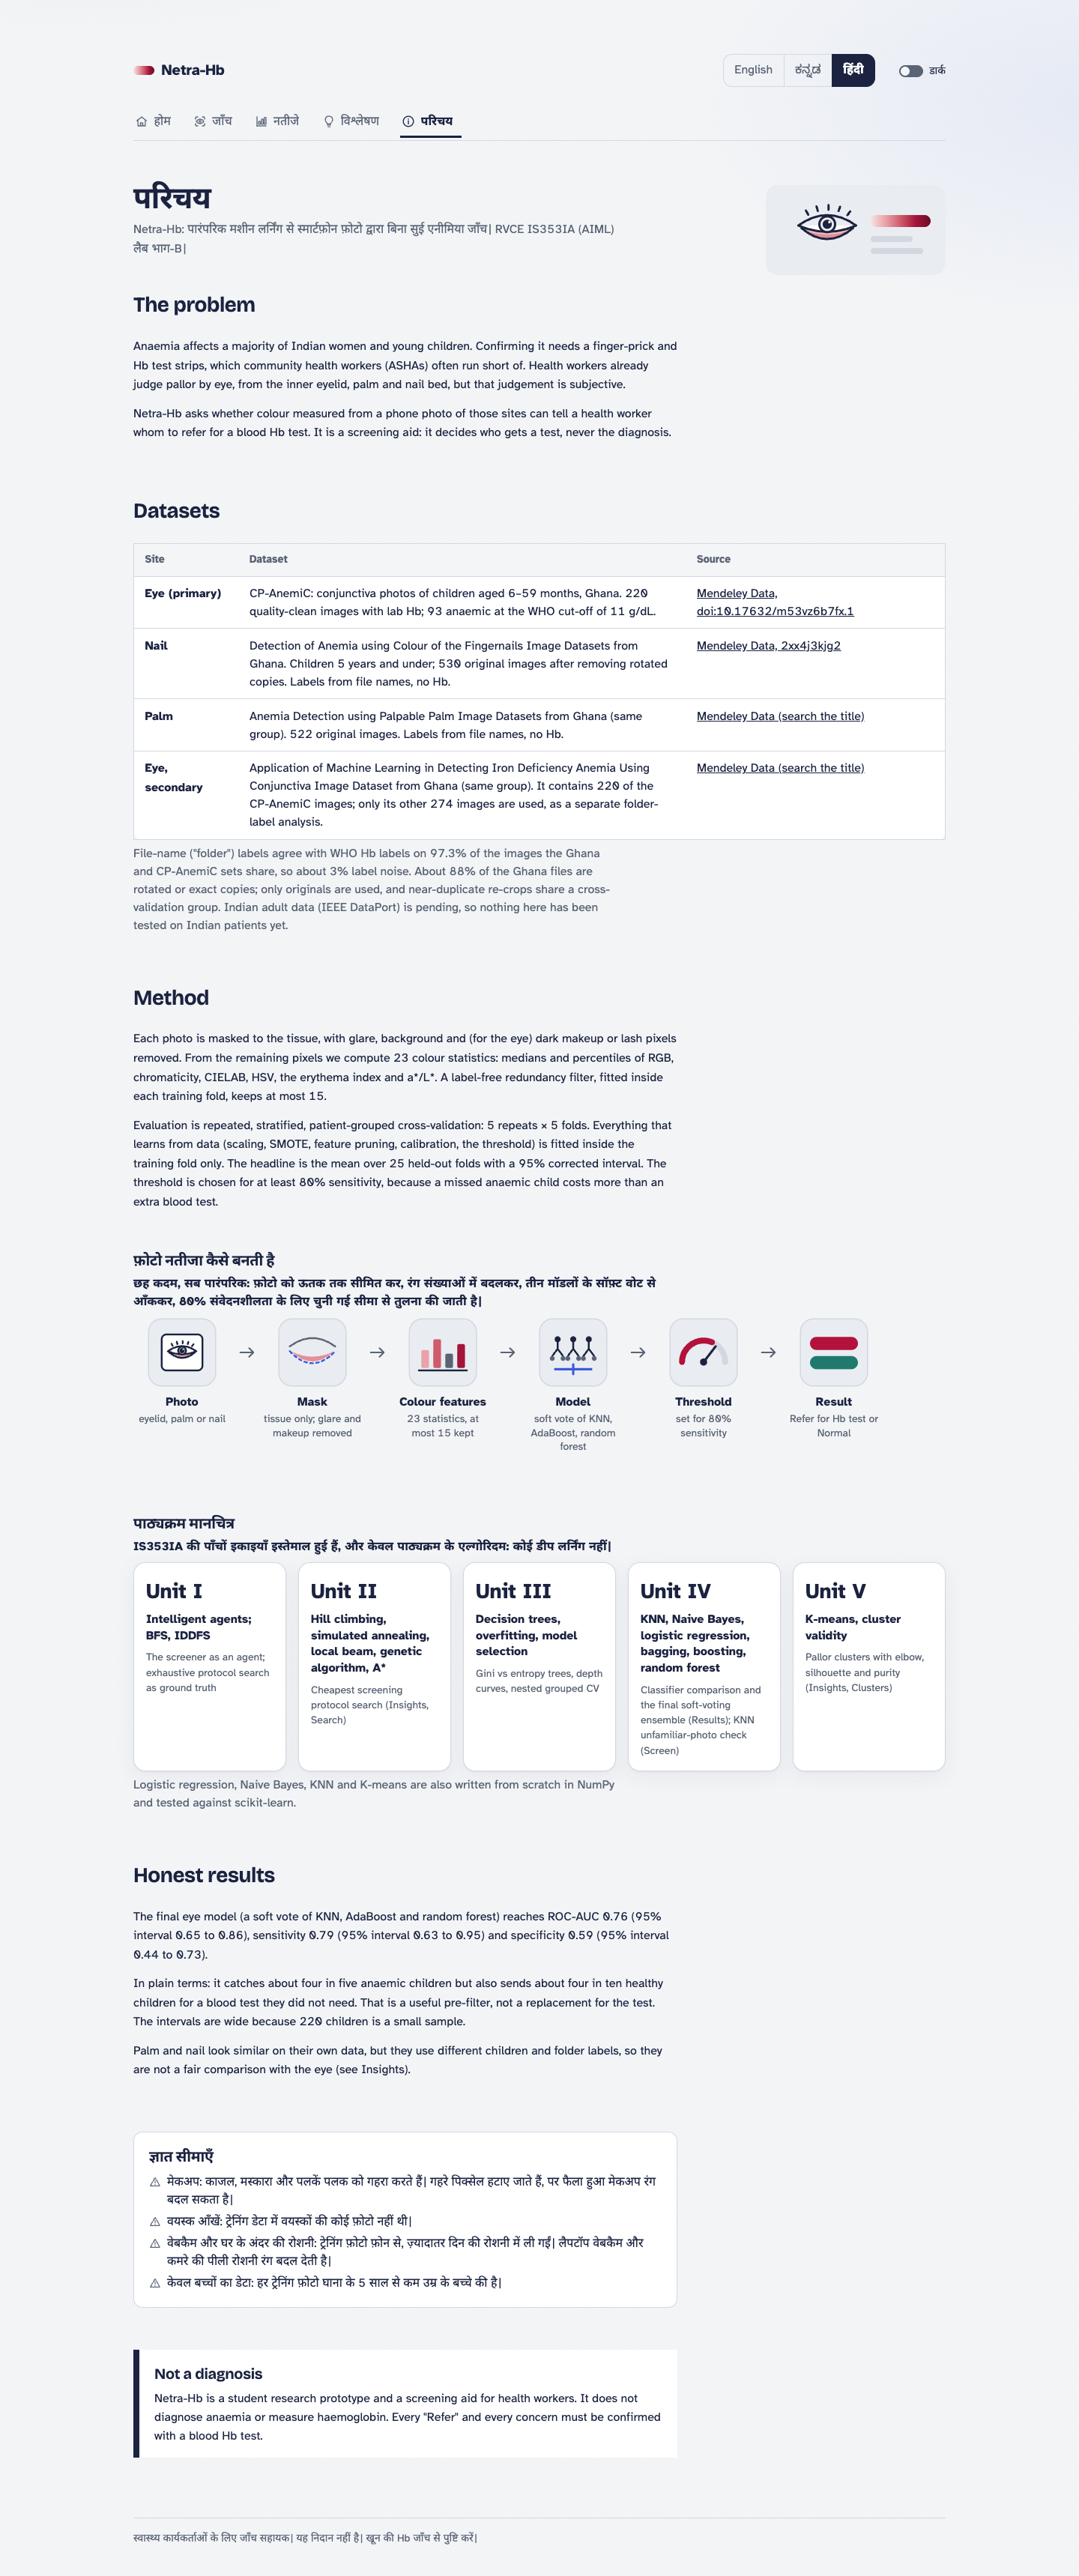 Netra-Hb
English
ಕನ್ನಡ
हिंदी
डार्क
होम
जाँच
नतीजे
विश्लेषण
परिचय
परिचय
Netra-Hb: पारंपरिक मशीन लर्निंग से स्मार्टफ़ोन फ़ोटो द्वारा बिना सुई एनीमिया जाँच| RVCE IS353IA (AIML)
लैब भाग-B|
The problem
Anaemia affects a majority of Indian women and young children. Confirming it needs a finger-prick and
Hb test strips, which community health workers (ASHAs) often run short of. Health workers already
judge pallor by eye, from the inner eyelid, palm and nail bed, but that judgement is subjective.
Netra-Hb asks whether colour measured from a phone photo of those sites can tell a health worker
whom to refer for a blood Hb test. It is a screening aid: it decides who gets a test, never the diagnosis.
Datasets
Site
Dataset
Source
Eye (primary)
CP-AnemiC: conjunctiva photos of children aged 6–59 months, Ghana. 220
quality-clean images with lab Hb; 93 anaemic at the WHO cut-off of 11 g/dL.
Mendeley Data,
doi:10.17632/m53vz6b7fx.1
Nail
Detection of Anemia using Colour of the Fingernails Image Datasets from
Ghana. Children 5 years and under; 530 original images after removing rotated
copies. Labels from file names, no Hb.
Mendeley Data, 2xx4j3kjg2
Palm
Anemia Detection using Palpable Palm Image Datasets from Ghana (same
group). 522 original images. Labels from file names, no Hb.
Mendeley Data (search the title)
Eye,
secondary
Application of Machine Learning in Detecting Iron Deficiency Anemia Using
Conjunctiva Image Dataset from Ghana (same group). It contains 220 of the
CP-AnemiC images; only its other 274 images are used, as a separate folder-
label analysis.
Mendeley Data (search the title)
File-name ("folder") labels agree with WHO Hb labels on 97.3% of the images the Ghana
and CP-AnemiC sets share, so about 3% label noise. About 88% of the Ghana files are
rotated or exact copies; only originals are used, and near-duplicate re-crops share a cross-
validation group. Indian adult data (IEEE DataPort) is pending, so nothing here has been
tested on Indian patients yet.
Method
Each photo is masked to the tissue, with glare, background and (for the eye) dark makeup or lash pixels
removed. From the remaining pixels we compute 23 colour statistics: medians and percentiles of RGB,
chromaticity, CIELAB, HSV, the erythema index and a*/L*. A label-free redundancy filter, fitted inside
each training fold, keeps at most 15.
Evaluation is repeated, stratified, patient-grouped cross-validation: 5 repeats × 5 folds. Everything that
learns from data (scaling, SMOTE, feature pruning, calibration, the threshold) is fitted inside the
training fold only. The headline is the mean over 25 held-out folds with a 95% corrected interval. The
threshold is chosen for at least 80% sensitivity, because a missed anaemic child costs more than an
extra blood test.
फ़ोटो नतीजा कैसे बनती है
छह कदम, सब पारंपरिक: फ़ोटो को ऊतक तक सीमित कर, रंग संख्याओं में बदलकर, तीन मॉडलों के सॉफ़्ट वोट से
आँककर, 80% संवेदनशीलता के लिए चुनी गई सीमा से तुलना की जाती है|
Photo
eyelid, palm or nail
Mask
tissue only; glare and
makeup removed
Colour features
23 statistics, at
most 15 kept
Model
soft vote of KNN,
AdaBoost, random
forest
Threshold
set for 80%
sensitivity
Result
Refer for Hb test or
Normal
पाठ्यक्रम मानचित्र
IS353IA की पाँचों इकाइयाँ इस्तेमाल हुई हैं, और केवल पाठ्यक्रम के एल्गोरिदम: कोई डीप लर्निंग नहीं|
Unit I
Intelligent agents;
BFS, IDDFS
The screener as an agent;
exhaustive protocol search
as ground truth
Unit II
Hill climbing,
simulated annealing,
local beam, genetic
algorithm, A*
Cheapest screening
protocol search (Insights,
Search)
Unit III
Decision trees,
overfitting, model
selection
Gini vs entropy trees, depth
curves, nested grouped CV
Unit IV
KNN, Naive Bayes,
logistic regression,
bagging, boosting,
random forest
Classifier comparison and
the final soft-voting
ensemble (Results); KNN
unfamiliar-photo check
(Screen)
Unit V
K-means, cluster
validity
Pallor clusters with elbow,
silhouette and purity
(Insights, Clusters)
Logistic regression, Naive Bayes, KNN and K-means are also written from scratch in NumPy
and tested against scikit-learn.
Honest results
The final eye model (a soft vote of KNN, AdaBoost and random forest) reaches ROC-AUC 0.76 (95%
interval 0.65 to 0.86), sensitivity 0.79 (95% interval 0.63 to 0.95) and specificity 0.59 (95% interval
0.44 to 0.73).
In plain terms: it catches about four in five anaemic children but also sends about four in ten healthy
children for a blood test they did not need. That is a useful pre-filter, not a replacement for the test.
The intervals are wide because 220 children is a small sample.
Palm and nail look similar on their own data, but they use different children and folder labels, so they
are not a fair comparison with the eye (see Insights).
ज्ञात सीमाएँ
मेकअप: काजल, मस्कारा और पलकें पलक को गहरा करते हैं| गहरे पिक्सेल हटाए जाते हैं, पर फैला हुआ मेकअप रंग
बदल सकता है|
वयस्क आँखें: ट्रेनिंग डेटा में वयस्कों की कोई फ़ोटो नहीं थी|
वेबकैम और घर के अंदर की रोशनी: ट्रेनिंग फ़ोटो फ़ोन से, ज़्यादातर दिन की रोशनी में ली गईं| लैपटॉप वेबकैम और
कमरे की पीली रोशनी रंग बदल देती है|
केवल बच्चों का डेटा: हर ट्रेनिंग फ़ोटो घाना के 5 साल से कम उम्र के बच्चे की है|
Not a diagnosis
Netra-Hb is a student research prototype and a screening aid for health workers. It does not
diagnose anaemia or measure haemoglobin. Every "Refer" and every concern must be confirmed
with a blood Hb test.
स्वास्थ्य कार्यकर्ताओं के लिए जाँच सहायक| यह निदान नहीं है| खून की Hb जाँच से पुष्टि करें|